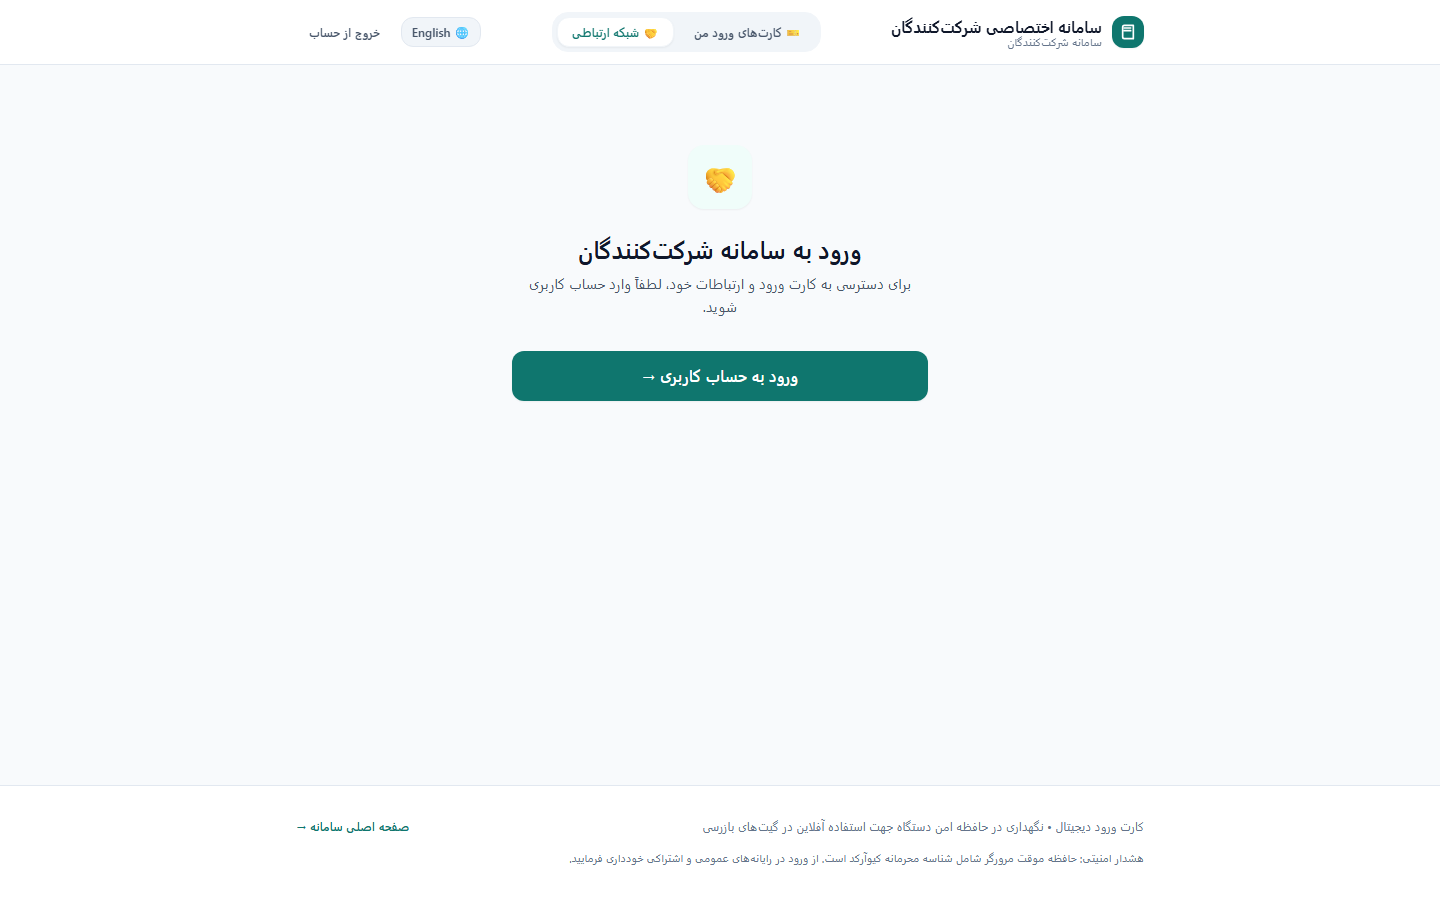 سامانه اختصاصی شرکت‌کنندگان
سامانه شرکت‌کنندگان
🎫 کارت‌های ورود من
🤝 شبکه ارتباطی
🌐 English
خروج از حساب
ورود به سامانه شرکت‌کنندگان
برای دسترسی به کارت ورود و ارتباطات خود، لطفاً وارد حساب کاربری
شوید.
ورود به حساب کاربری →
کارت ورود دیجیتال • نگهداری در حافظه امن دستگاه جهت استفاده آفلاین در گیت‌های بازرسی
صفحه اصلی سامانه →
هشدار امنیتی: حافظه موقت مرورگر شامل شناسه محرمانه کیوآرکد است. از ورود در رایانه‌های عمومی و اشتراکی خودداری فرمایید.